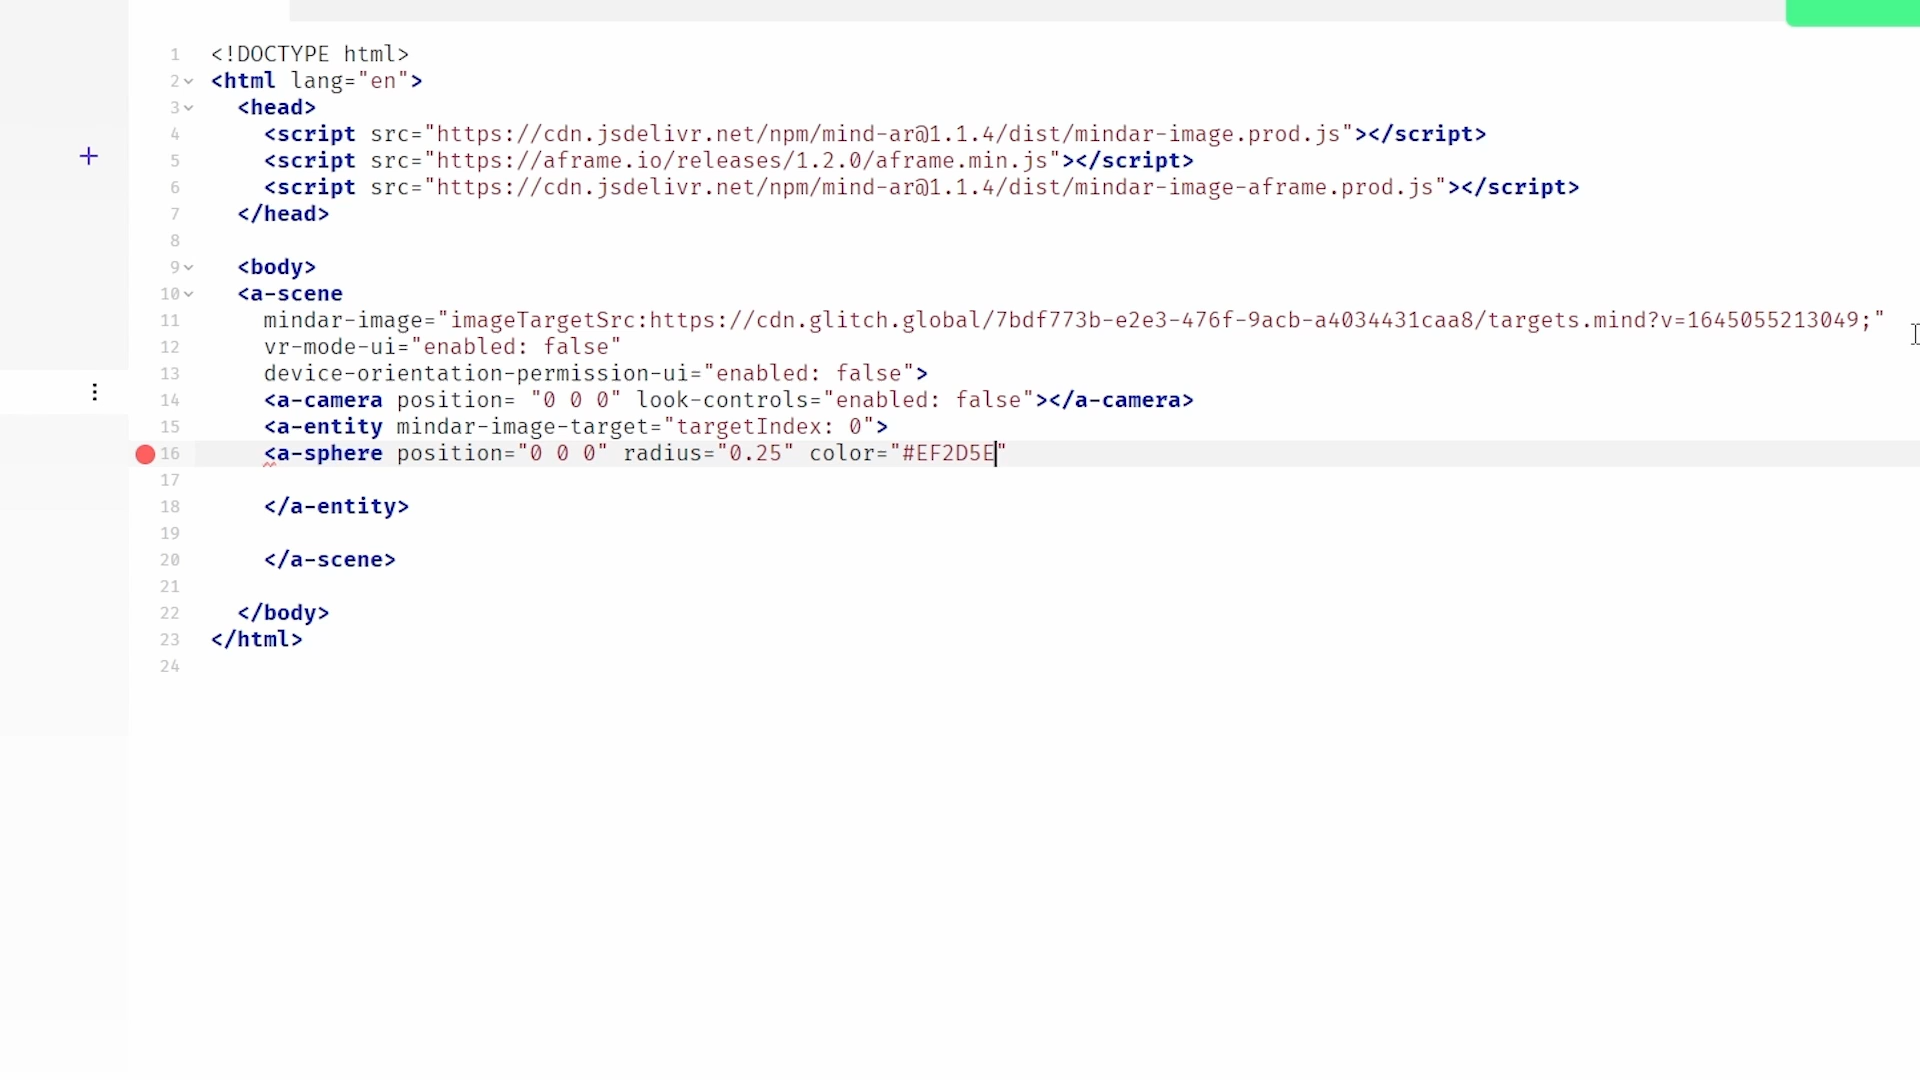 1 <!DOCTYPE html>
2 <html lang="en">
3 <head>
4 <script src="https://cdn.jsdelivr.net/npm/mind-ar@1.1.4/dist/mindar-image.prod.js"></script>
5 <script src="https://aframe.io/releases/1.2.0/aframe.min.js"></script>
6 <script src="https://cdn.jsdelivr.net/npm/mind-ar@1.1.4/dist/mindar-image-aframe.prod.js"></script>
7 </head>
8
9 <body>
10 <a-scene
11 mindar-image="imageTargetSrc:https://cdn.glitch.global/7bdf773b-e2e3-476f-9acb-a4034431caa8/targets.mind?v=1645055213049;"
12 vr-mode-ui="enabled: false"
13 device-orientation-permission-ui="enabled: false">
14 <a-camera position= "0 0 0" look-controls="enabled: false"></a-camera>
15 <a-entity mindar-image-target="targetIndex: 0">
16 <a-sphere position="0 0 0" radius="0.25" color="#EF2D5E"
17
18 </a-entity>
19
20 </a-scene>
21
22 </body>
23 </html>
24